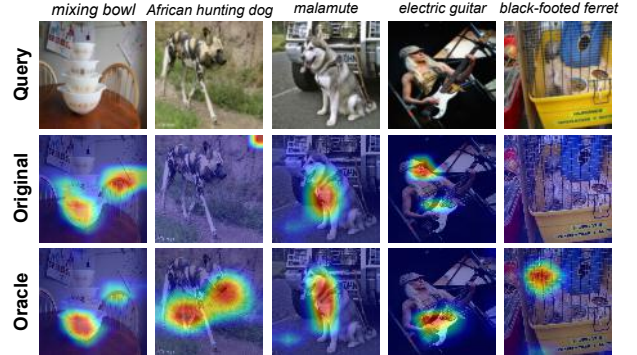 mixing bowl African hunting dog malamute electric guitar black-footed ferret
Query
Original
Oracle